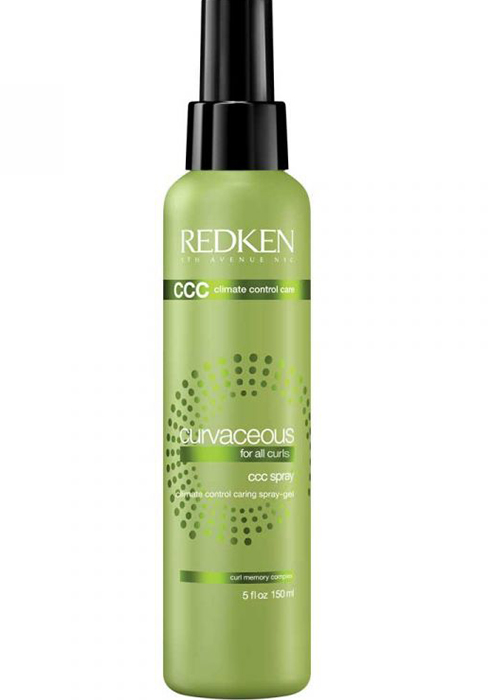 REDKEN
5TH AVENUE NYC
CCC climate control care
curvaceous
for all curls
ccc spray
climate control caring spray-gel
curl memory complex
5 fl oz 150 ml